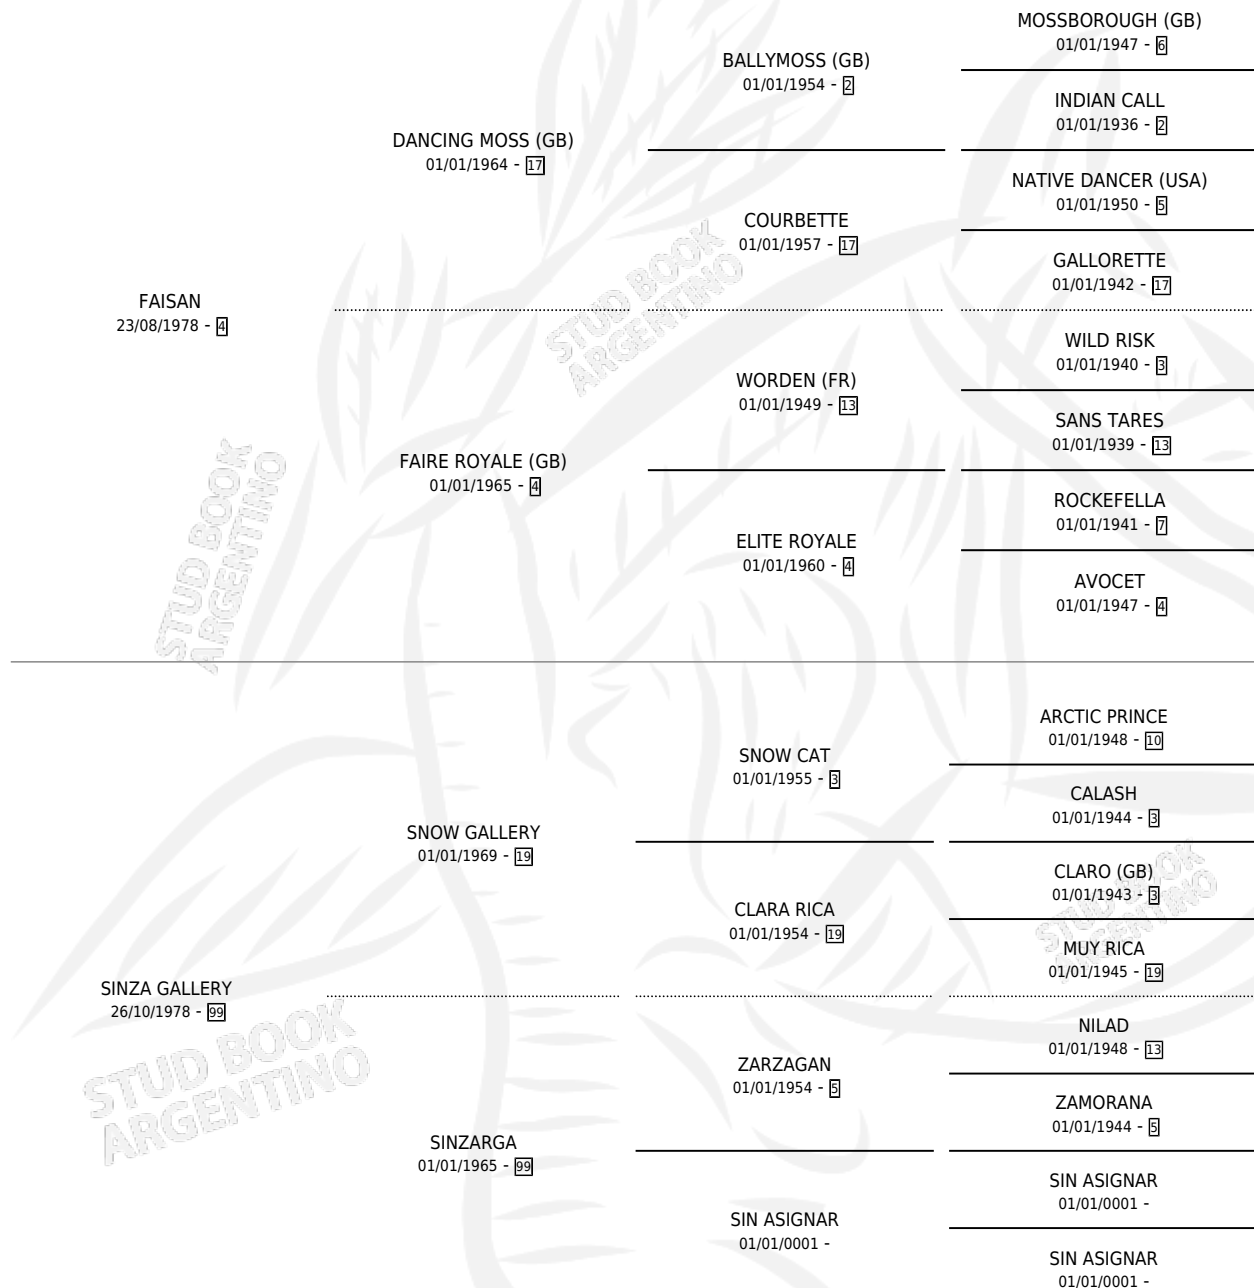 MOSSBOROUGH (GB)
01/01/1947 - 6
BALLYMOSS (GB)
01/01/1954 - 2
INDIAN CALL
01/01/1936 - 2
DANCING MOSS (GB)
01/01/1964 - 17
NATIVE DANCER (USA)
01/01/1950 - 5
COURBETTE
01/01/1957 - 17
GALLORETTE
01/01/1942 - 17
FAISAN
23/08/1978 - 4
WILD RISK
01/01/1940 - 3
WORDEN (FR)
01/01/1949 - 13
SANS TARES
01/01/1939 - 13
FAIRE ROYALE (GB)
01/01/1965 - 4
ROCKEFELLA
01/01/1941 - 7
ELITE ROYALE
01/01/1960 - 4
AVOCET
01/01/1947 - 4
ARCTIC PRINCE
01/01/1948 - 10
SNOW CAT
01/01/1955 - 3
CALASH
01/01/1944 - 3
SNOW GALLERY
01/01/1969 - 19
CLARO (GB)
01/01/1943 - 3
CLARA RICA
01/01/1954 - 19
MUY RICA
01/01/1945 - 19
SINZA GALLERY
26/10/1978 - 99
NILAD
01/01/1948 - 13
ZARZAGAN
01/01/1954 - 5
ZAMORANA
01/01/1944 - 5
SINZARGA
01/01/1965 - 99
SIN ASIGNAR
01/01/0001 -
SIN ASIGNAR
01/01/0001 -
SIN ASIGNAR
01/01/0001 -
STUD BOOK
ARGENTINO
STUD BOOK
ARGENTINO
STUD BOOK
ARGENTINO
STUD BOOK
ARGENTINO